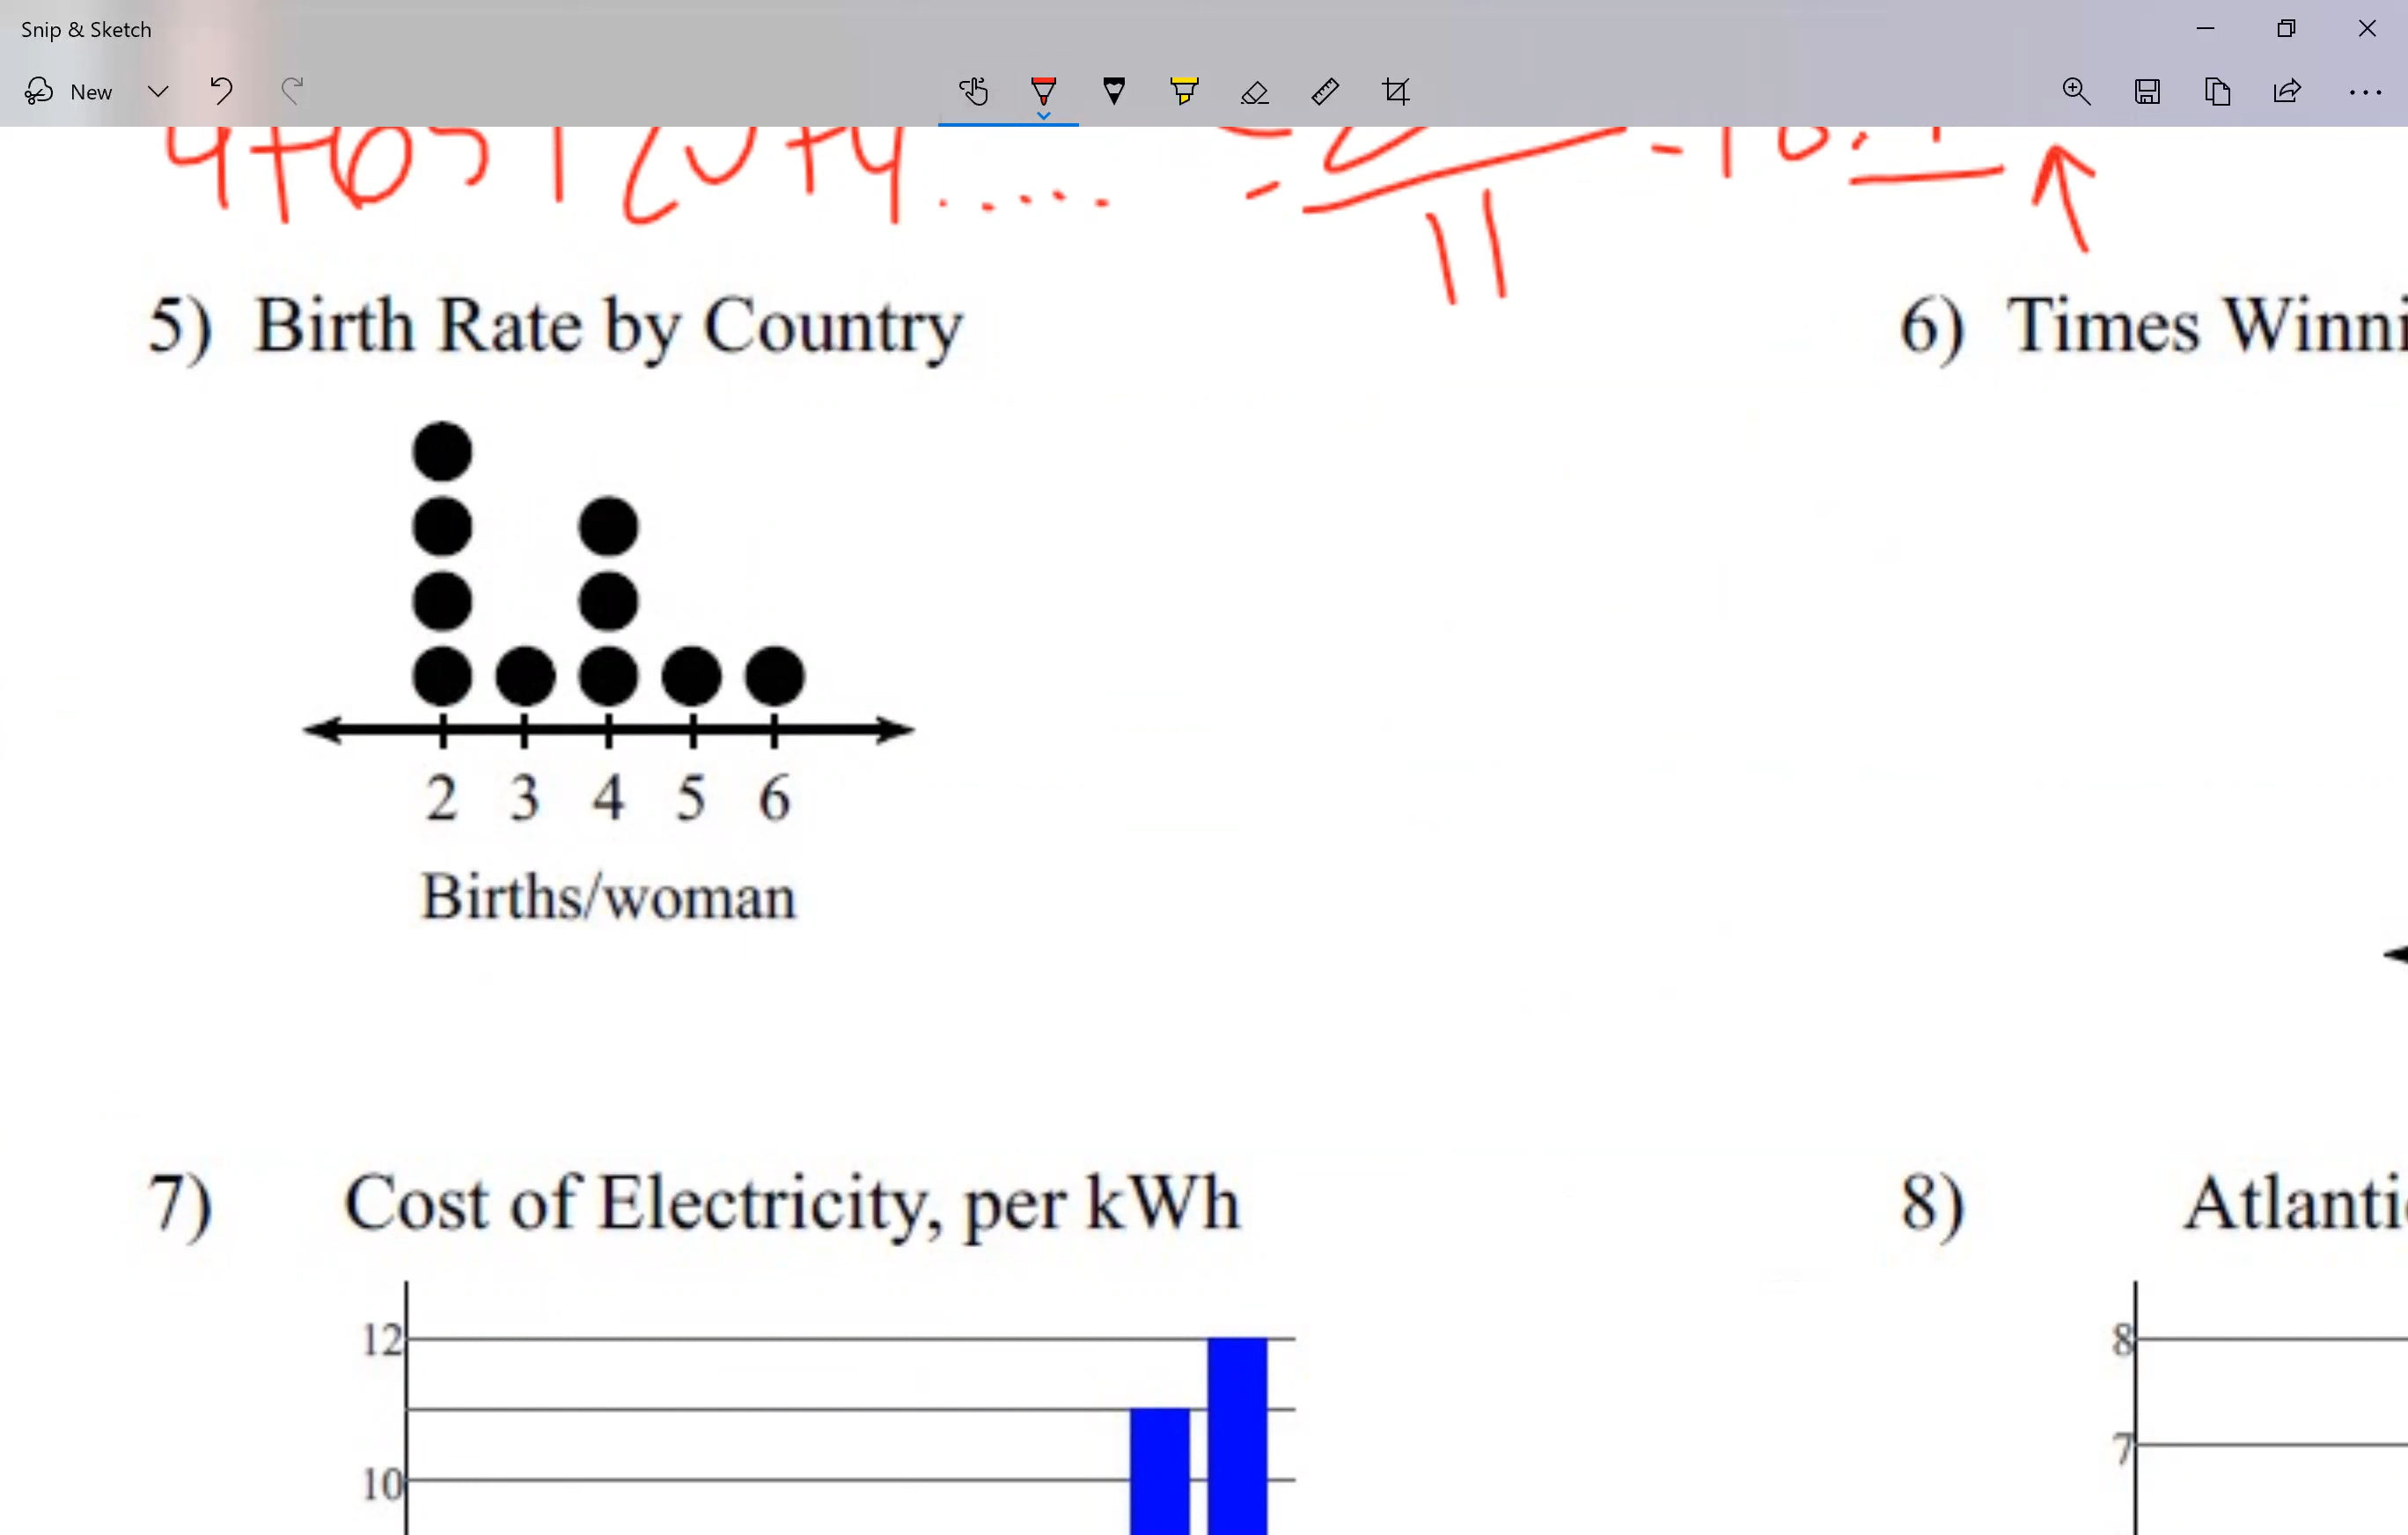 Snip & Sketch
New
11
5) Birth Rate by Country
6) Times Winni
2 3 4 5 6
Births/woman
7) Cost of Electricity, per kWh
8) Atlanti
12
10
8
7